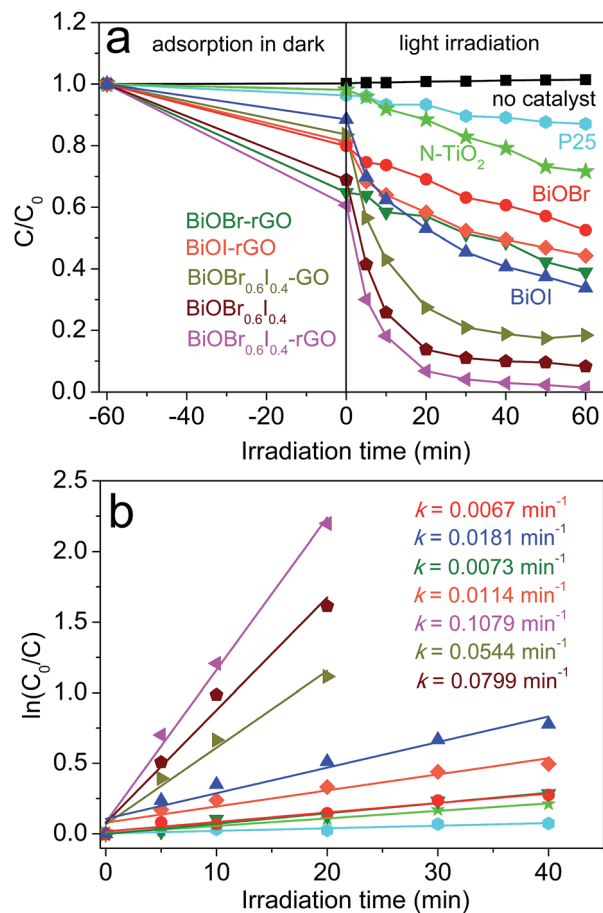 a
adsorption in dark
light irradiation
no catalyst
P25
N-TiO₂
BiOBr
BiOI
BiOBr-rGO
BiOI-rGO
BiOBr₀.₆I₀.₄-GO
BiOBr₀.₆I₀.₄
BiOBr₀.₆I₀.₄-rGO
C/C₀
1.0
0.8
0.6
0.4
0.2
0.0
-60 -40 -20 0 10 20 30 40 50 60
Irradiation time (min)
b
k = 0.0067 min⁻¹
k = 0.0181 min⁻¹
k = 0.0073 min⁻¹
k = 0.0114 min⁻¹
k = 0.1079 min⁻¹
k = 0.0544 min⁻¹
k = 0.0799 min⁻¹
ln(C₀/C)
2.5
2.0
1.5
1.0
0.5
0.0
0 10 20 30 40
Irradiation time (min)